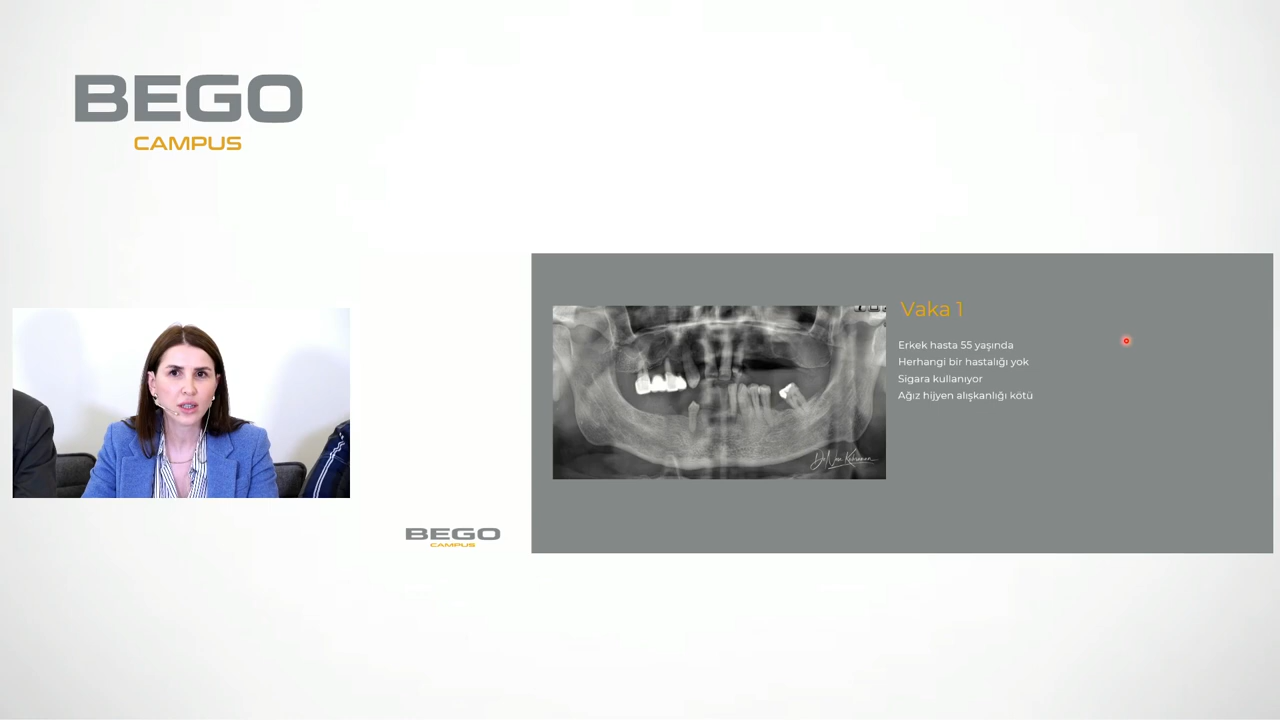 BEGO
CAMPUS
Vaka 1
Erkek hasta 55 yaşında
Herhangi bir hastalığı yok
Sigara kullanıyor
Ağız hijyen alışkanlığı kötü
BEGO
CAMPUS